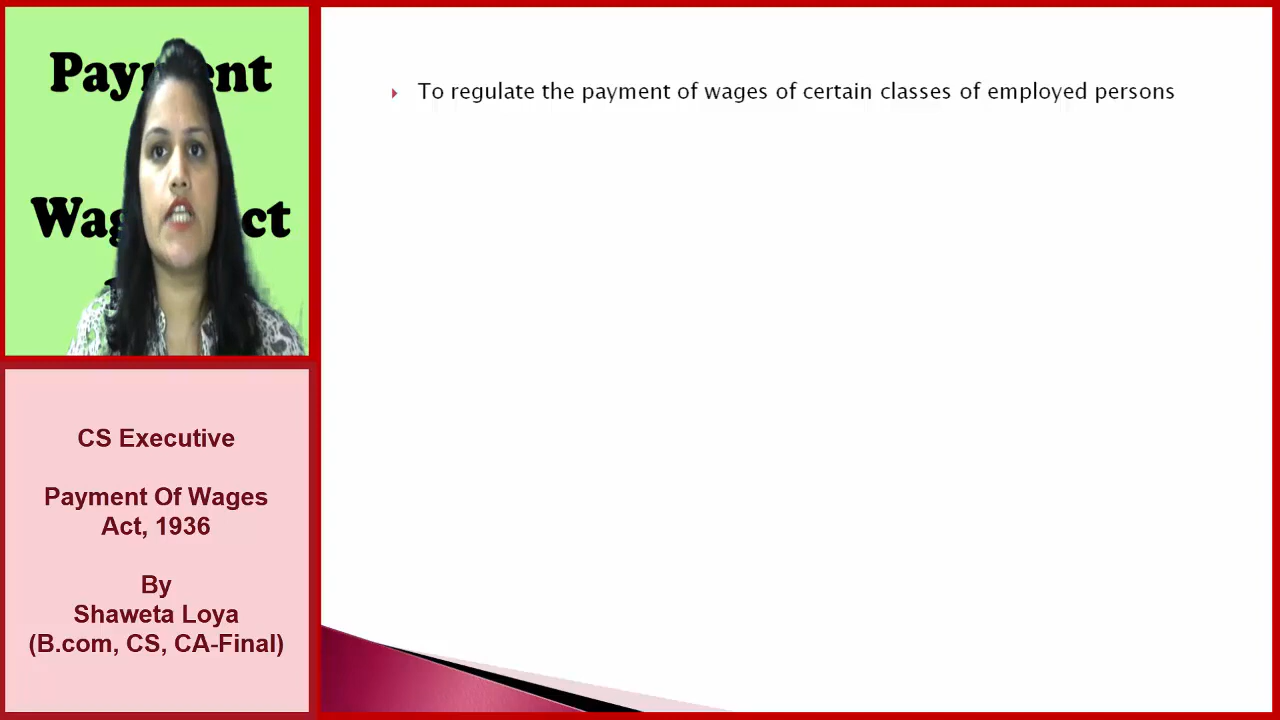 Payment
Wages Act
To regulate the payment of wages of certain classes of employed persons
CS Executive
Payment Of Wages
Act, 1936
By
Shaweta Loya
(B.com, CS, CA-Final)